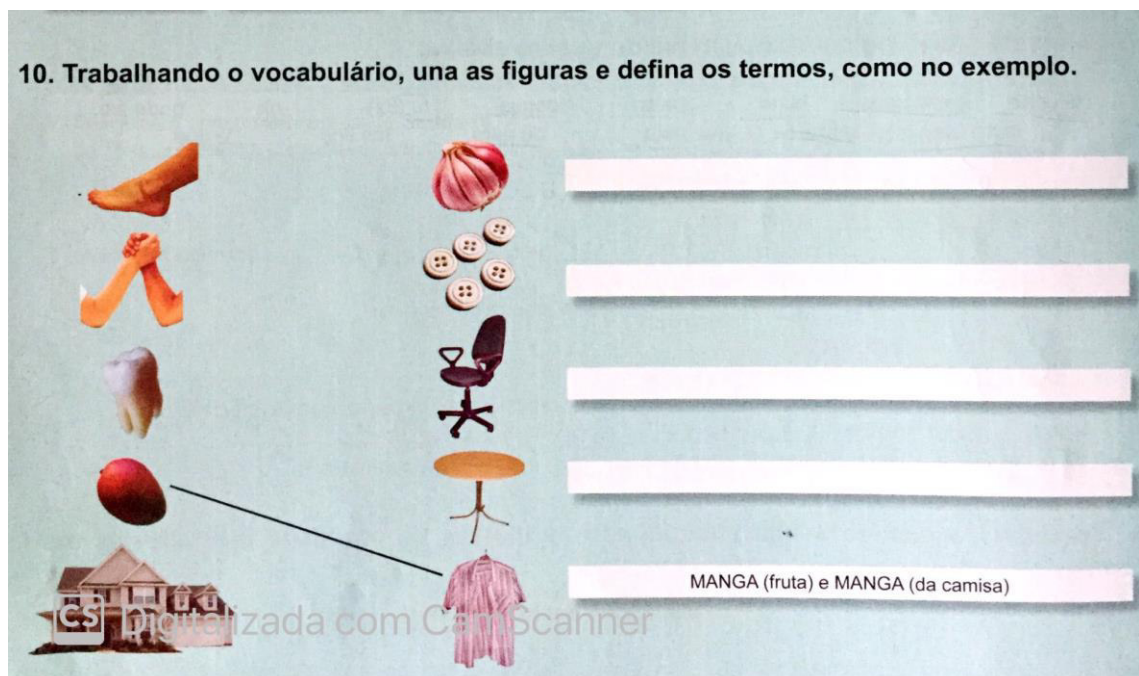 10. Trabalhando o vocabulário, una as figuras e defina os termos, como no exemplo.
MANGA (fruta) e MANGA (da camisa)
CS Digitalizada com CamScanner